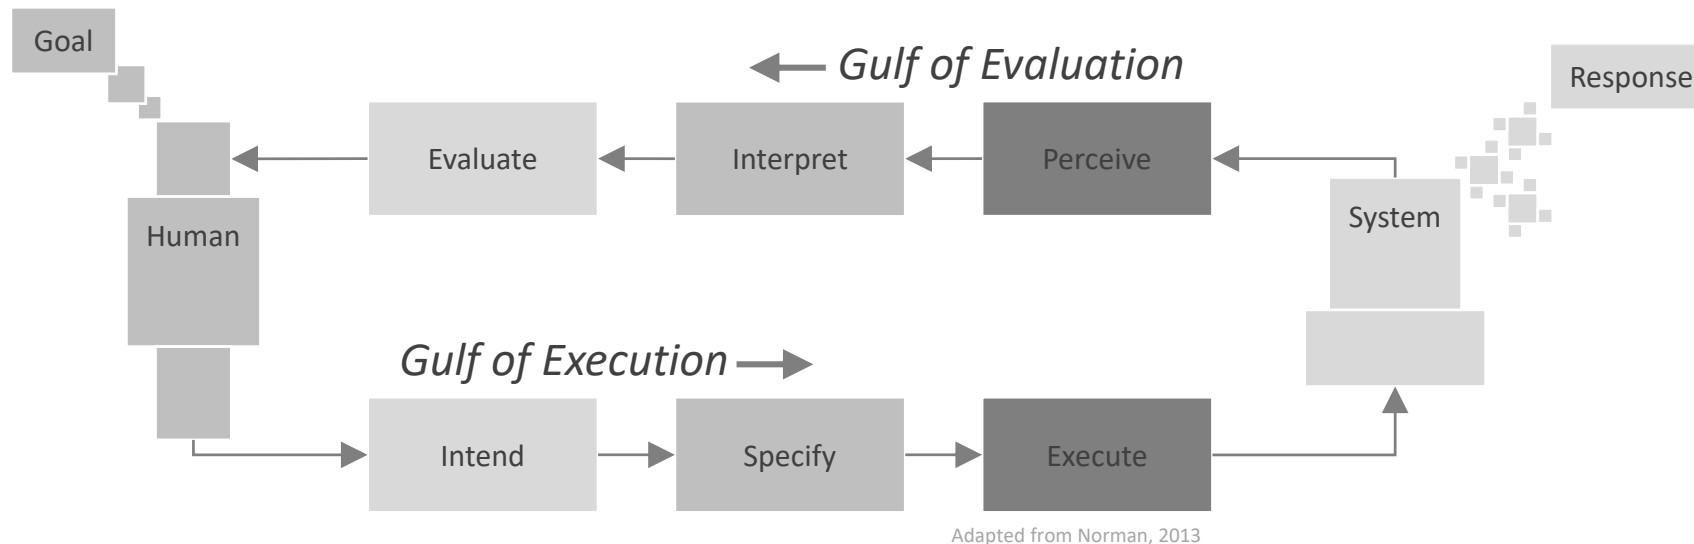 Goal
Gulf of Evaluation
Response
Evaluate
Interpret
Perceive
System
Human
Gulf of Execution
Intend
Specify
Execute
Adapted from Norman, 2013